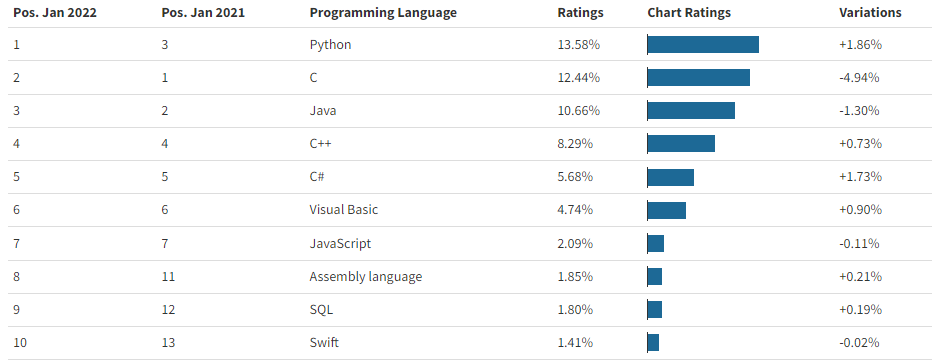 Pos. Jan 2022 Pos. Jan 2021 Programming Language Ratings Chart Ratings Variations
1 3 Python 13.58% +1.86%
2 1 C 12.44% -4.94%
3 2 Java 10.66% -1.30%
4 4 C++ 8.29% +0.73%
5 5 C# 5.68% +1.73%
6 6 Visual Basic 4.74% +0.90%
7 7 JavaScript 2.09% -0.11%
8 11 Assembly language 1.85% +0.21%
9 12 SQL 1.80% +0.19%
10 13 Swift 1.41% -0.02%